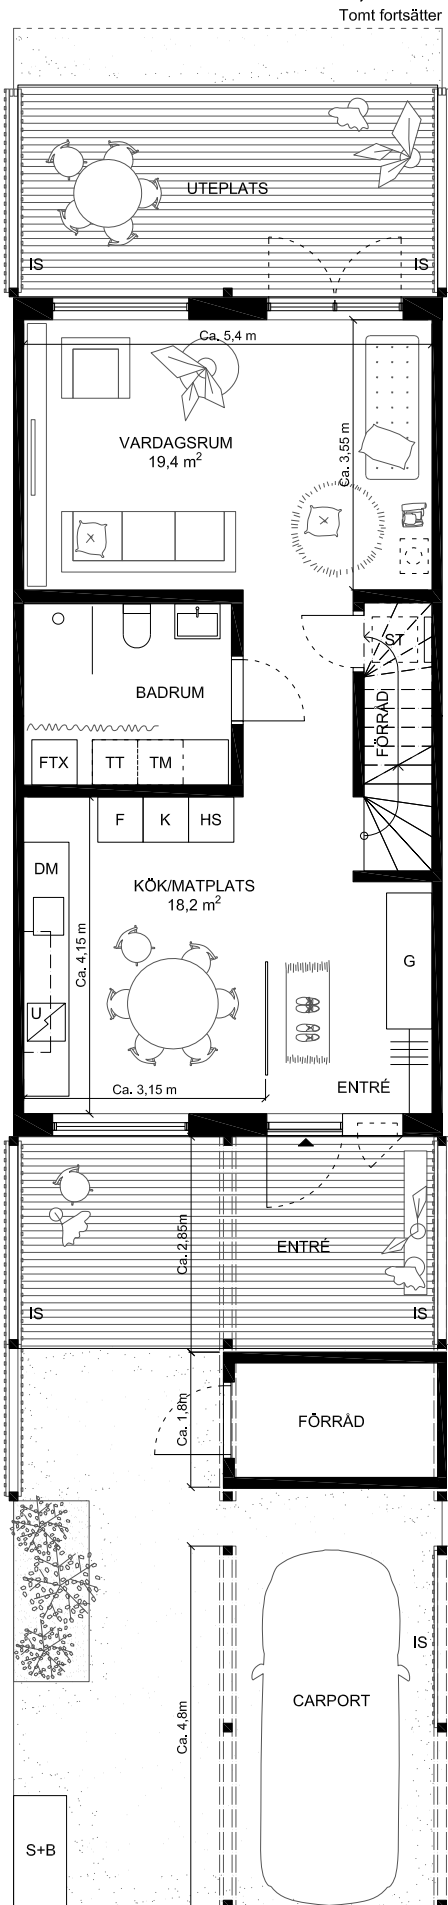 Tomt fortsätter
UTEPLATS
IS
IS
Ca. 5,4 m
VARDAGSRUM
19,4 m²
Ca. 3,55 m
ST
BADRUM
FÖRRÅD
FTX
TT
TM
F
K
HS
DM
KÖK/MATPLATS
18,2 m²
Ca. 4,15 m
G
U
Ca. 3,15 m
ENTRÉ
Ca. 2,85m
ENTRÉ
IS
IS
Ca. 1,8m
FÖRRÅD
IS
CARPORT
Ca. 4,8m
S+B